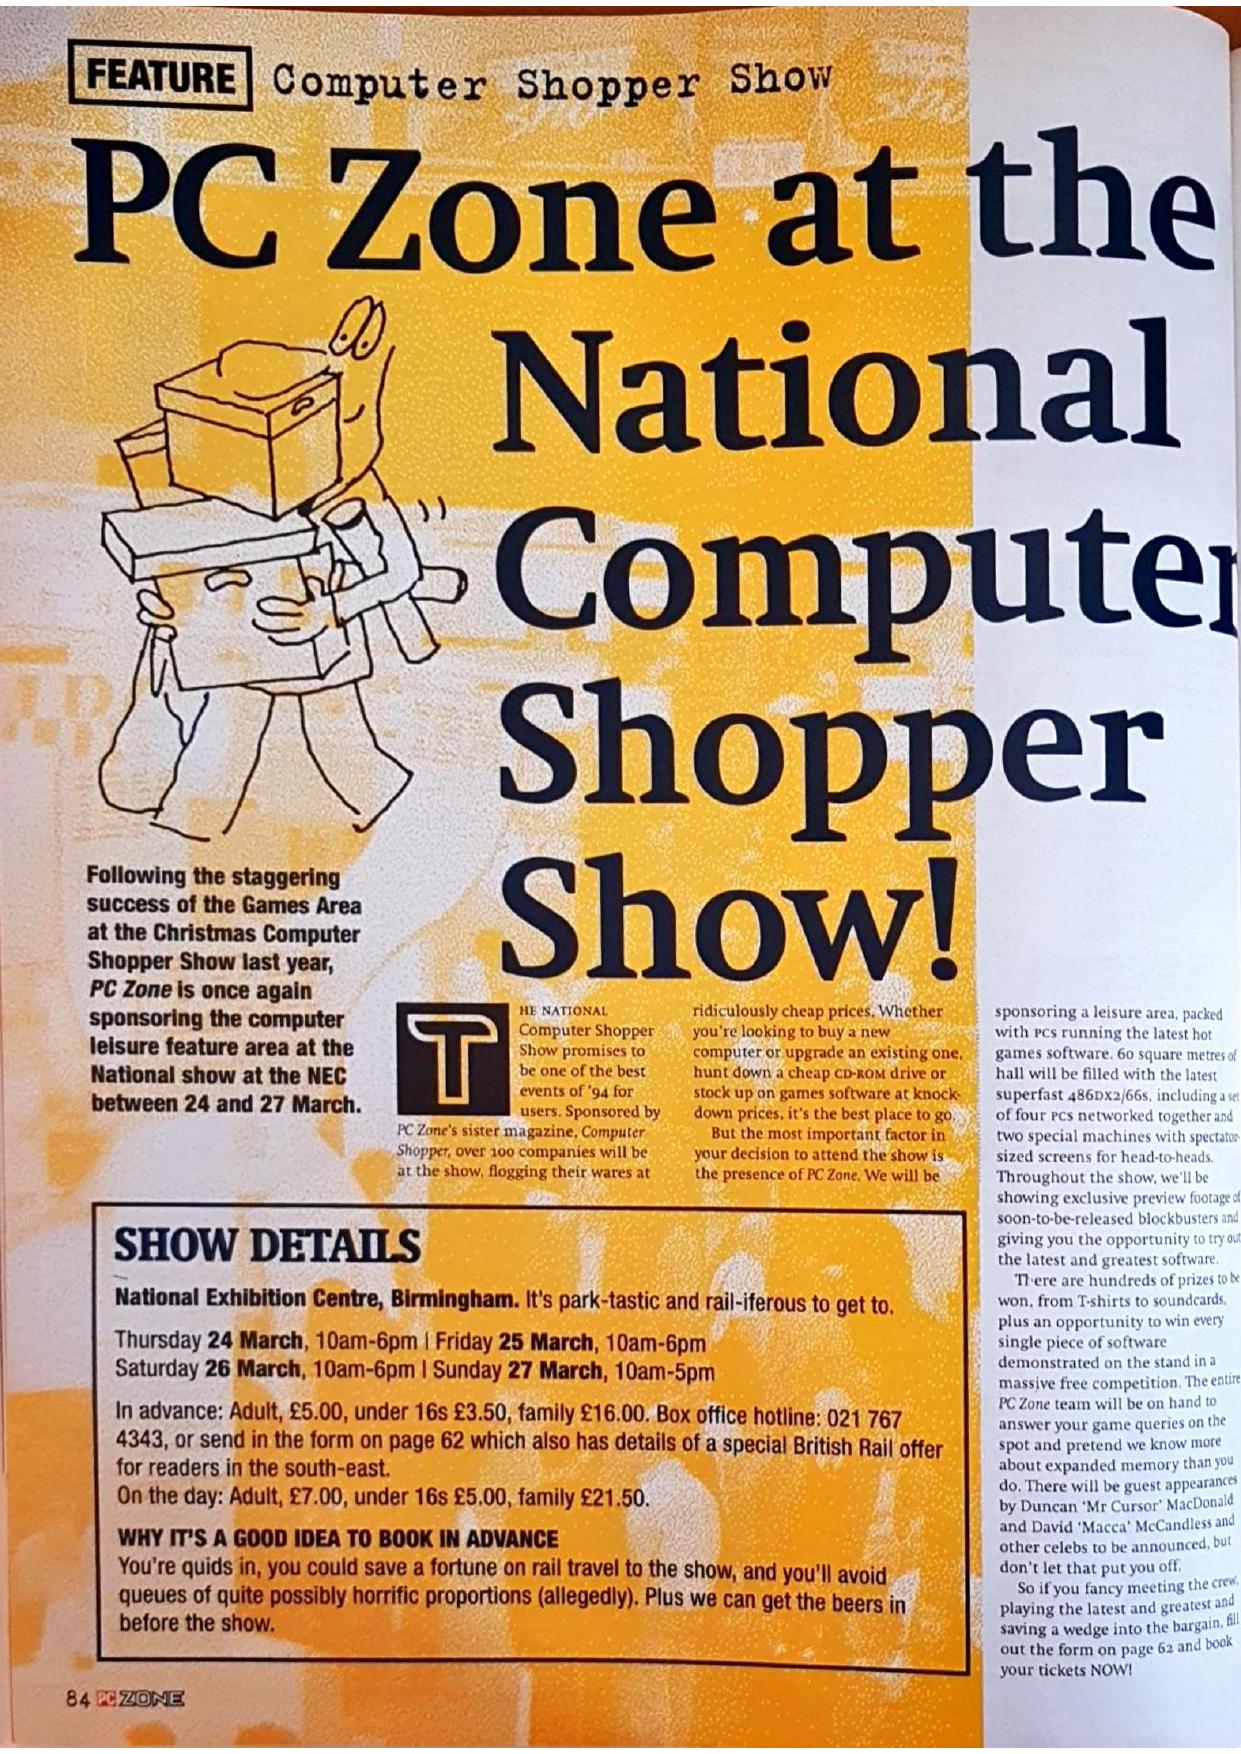 FEATURE Computer Shopper Show
PC Zone at the
National
Computer
Shopper
Show!
Following the staggering
success of the Games Area
at the Christmas Computer
Shopper Show last year,
PC Zone is once again
sponsoring the computer
leisure feature area at the
National show at the NEC
between 24 and 27 March.
THE NATIONAL
Computer Shopper
Show promises to
be one of the best
events of '94 for
users. Sponsored by
PC Zone's sister magazine, Computer
Shopper, over 100 companies will be
at the show, flogging their wares at
ridiculously cheap prices. Whether
you're looking to buy a new
computer or upgrade an existing one,
hunt down a cheap CD-ROM drive or
stock up on games software at knock-
down prices, it's the best place to go.
But the most important factor in
your decision to attend the show is
the presence of PC Zone. We will be
sponsoring a leisure area, packed
with PCs running the latest hot
games software. 60 square metres of
hall will be filled with the latest
superfast 486DX2/66s, including a set
of four PCs networked together and
two special machines with spectator-
sized screens for head-to-heads.
Throughout the show, we'll be
showing exclusive preview footage of
soon-to-be-released blockbusters and
giving you the opportunity to try out
the latest and greatest software.
There are hundreds of prizes to be
won, from T-shirts to soundcards,
plus an opportunity to win every
single piece of software
demonstrated on the stand in a
massive free competition. The entire
PC Zone team will be on hand to
answer your game queries on the
spot and pretend we know more
about expanded memory than you
do. There will be guest appearances
by Duncan 'Mr Cursor' MacDonald
and David 'Macca' McCandless and
other celebs to be announced, but
don't let that put you off.
So if you fancy meeting the crew,
playing the latest and greatest and
saving a wedge into the bargain, fill
out the form on page 62 and book
your tickets NOW!
SHOW DETAILS
National Exhibition Centre, Birmingham. It's park-tastic and rail-iferous to get to.
Thursday 24 March, 10am-6pm | Friday 25 March, 10am-6pm
Saturday 26 March, 10am-6pm | Sunday 27 March, 10am-5pm
In advance: Adult, £5.00, under 16s £3.50, family £16.00. Box office hotline: 021 767
4343, or send in the form on page 62 which also has details of a special British Rail offer
for readers in the south-east.
On the day: Adult, £7.00, under 16s £5.00, family £21.50.
WHY IT'S A GOOD IDEA TO BOOK IN ADVANCE
You're quids in, you could save a fortune on rail travel to the show, and you'll avoid
queues of quite possibly horrific proportions (allegedly). Plus we can get the beers in
before the show.
84 PC ZONE